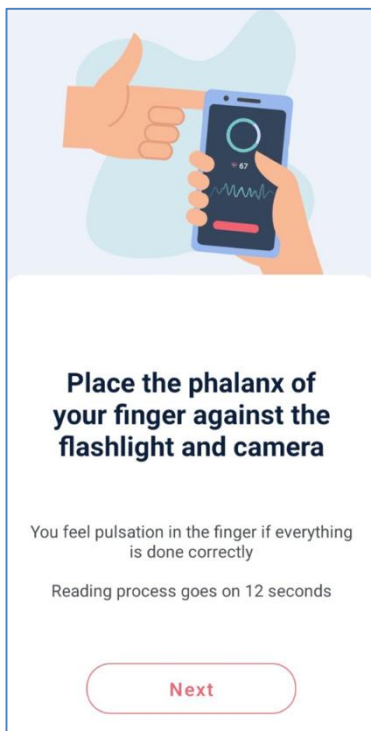 67
Place the phalanx of
your finger against the
flashlight and camera
You feel pulsation in the finger if everything
is done correctly
Reading process goes on 12 seconds
Next